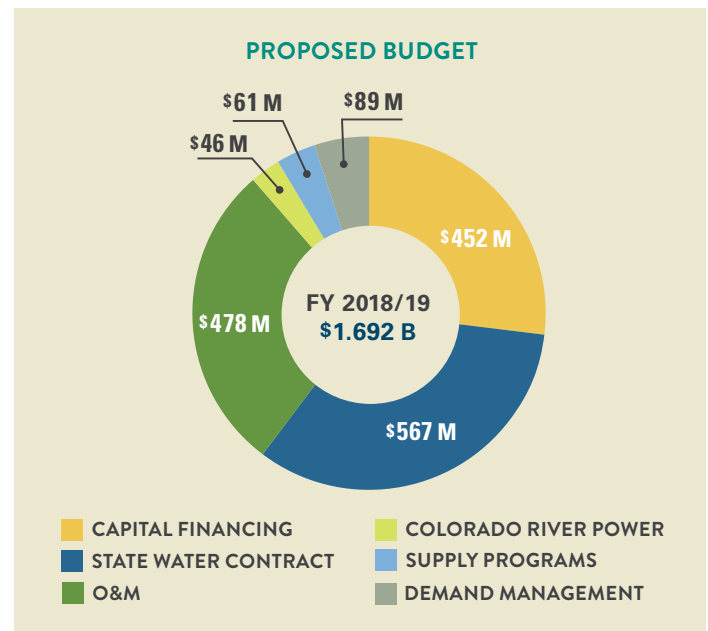 PROPOSED BUDGET
$61 M
$89 M
$46 M
$452 M
FY 2018/19
$1.692 B
$478 M
$567 M
CAPITAL FINANCING
STATE WATER CONTRACT
O&M
COLORADO RIVER POWER
SUPPLY PROGRAMS
DEMAND MANAGEMENT